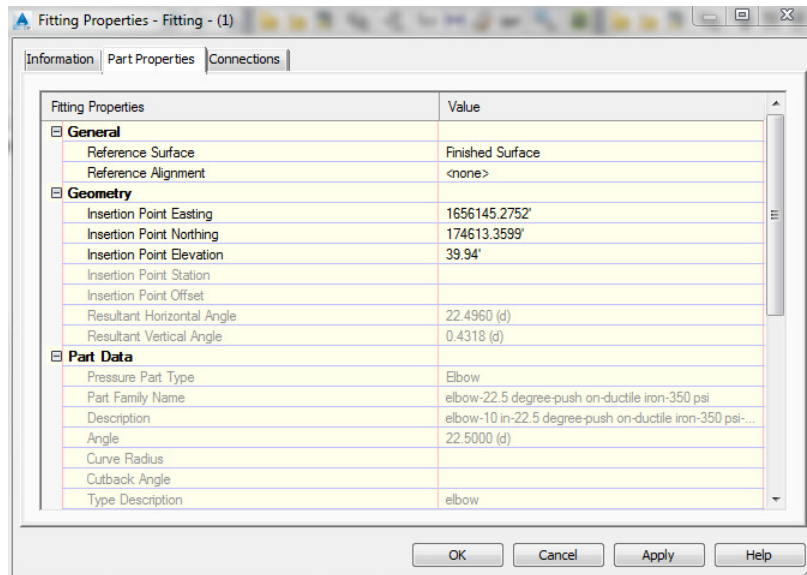 Fitting Properties - Fitting - (1)
Information Part Properties Connections
Fitting Properties Value
General
Reference Surface Finished Surface
Reference Alignment <none>
Geometry
Insertion Point Easting 1656145.2752'
Insertion Point Northing 174613.3599'
Insertion Point Elevation 39.94'
Insertion Point Station
Insertion Point Offset
Resultant Horizontal Angle 22.4960 (d)
Resultant Vertical Angle 0.4318 (d)
Part Data
Pressure Part Type Elbow
Part Family Name elbow-22.5 degree-push on-ductile iron-350 psi
Description elbow-10 in-22.5 degree-push on-ductile iron-350 psi-...
Angle 22.5000 (d)
Curve Radius
Cutback Angle
Type Description elbow
OK Cancel Apply Help